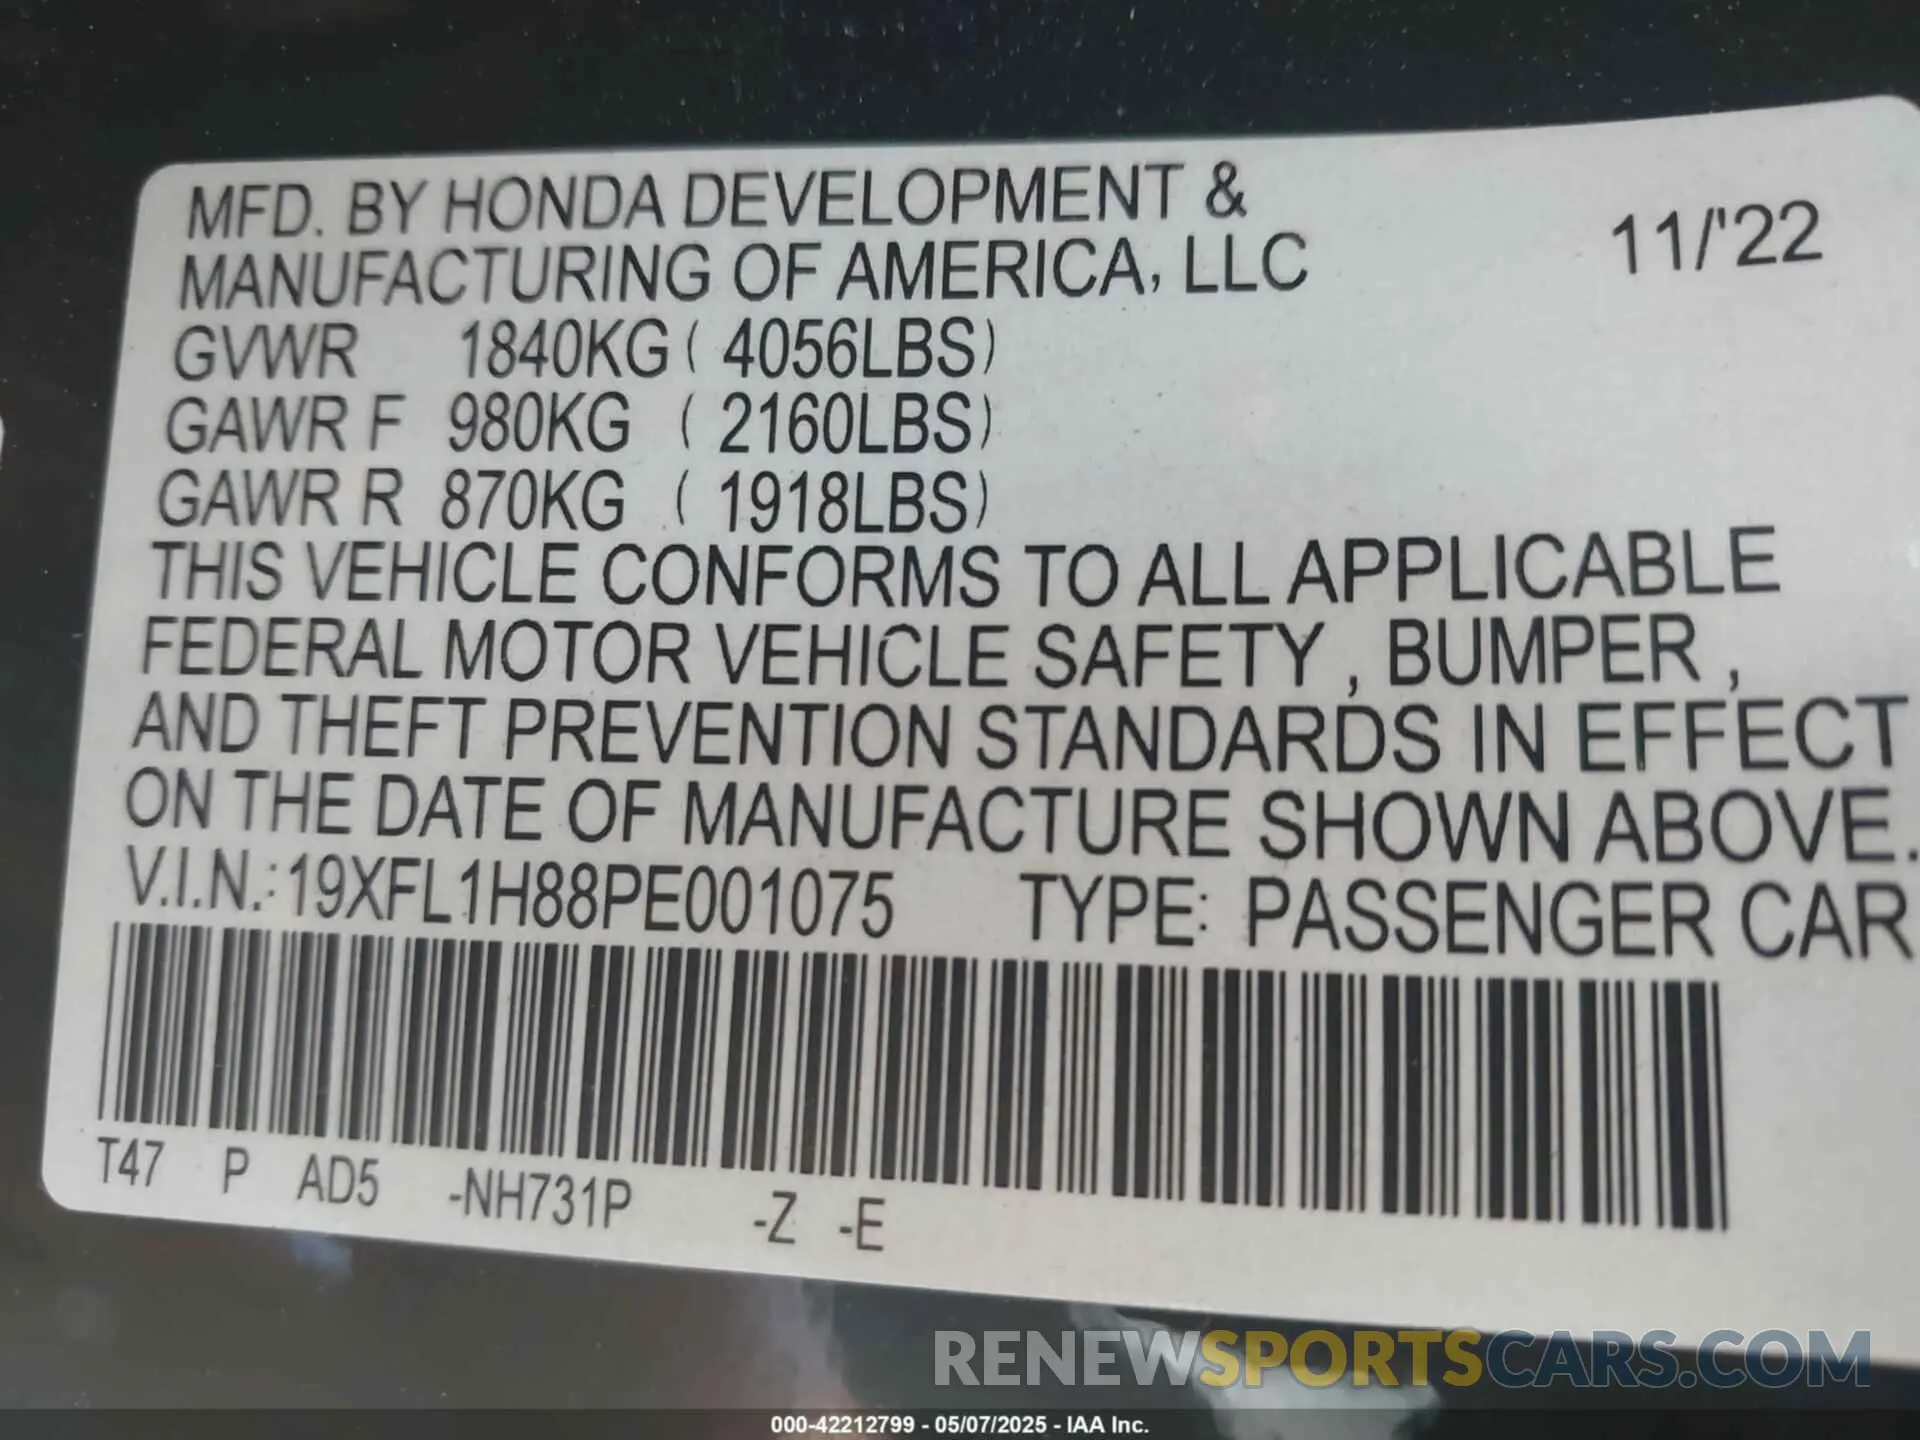 MFD. BY HONDA DEVELOPMENT &
MANUFACTURING OF AMERICA, LLC
11/'22
GVWR 1840KG ( 4056LBS)
GAWR F 980KG ( 2160LBS)
GAWR R 870KG ( 1918LBS)
THIS VEHICLE CONFORMS TO ALL APPLICABLE
FEDERAL MOTOR VEHICLE SAFETY , BUMPER ,
AND THEFT PREVENTION STANDARDS IN EFFECT
ON THE DATE OF MANUFACTURE SHOWN ABOVE.
V.I.N.: 19XFL1H88PE001075 TYPE: PASSENGER CAR
T47 P AD5 -NH731P -Z -E
RENEWSPORTSCARS.COM
000-42212799 - 05/07/2025 - IAA Inc.